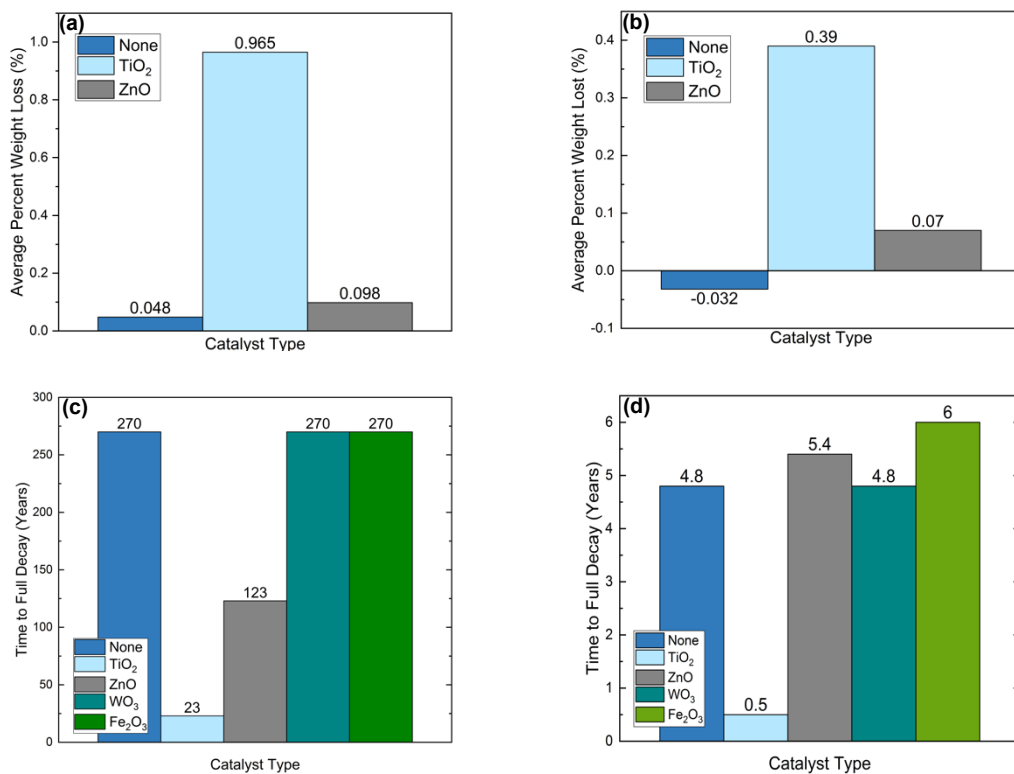 (a)
None
TiO₂
ZnO
0.965
0.048
0.098
1.0
0.8
0.6
0.4
0.2
0.0
Average Percent Weight Loss (%)
Catalyst Type
(b)
None
TiO₂
ZnO
0.39
0.07
-0.032
0.4
0.3
0.2
0.1
0.0
-0.1
Average Percent Weight Lost (%)
Catalyst Type
(c)
270
23
123
270
270
300
250
200
150
100
50
0
None
TiO₂
ZnO
WO₃
Fe₂O₃
Time to Full Decay (Years)
Catalyst Type
(d)
4.8
0.5
5.4
4.8
6
6
5
4
3
2
1
0
None
TiO₂
ZnO
WO₃
Fe₂O₃
Time to Full Decay (Years)
Catalyst Type